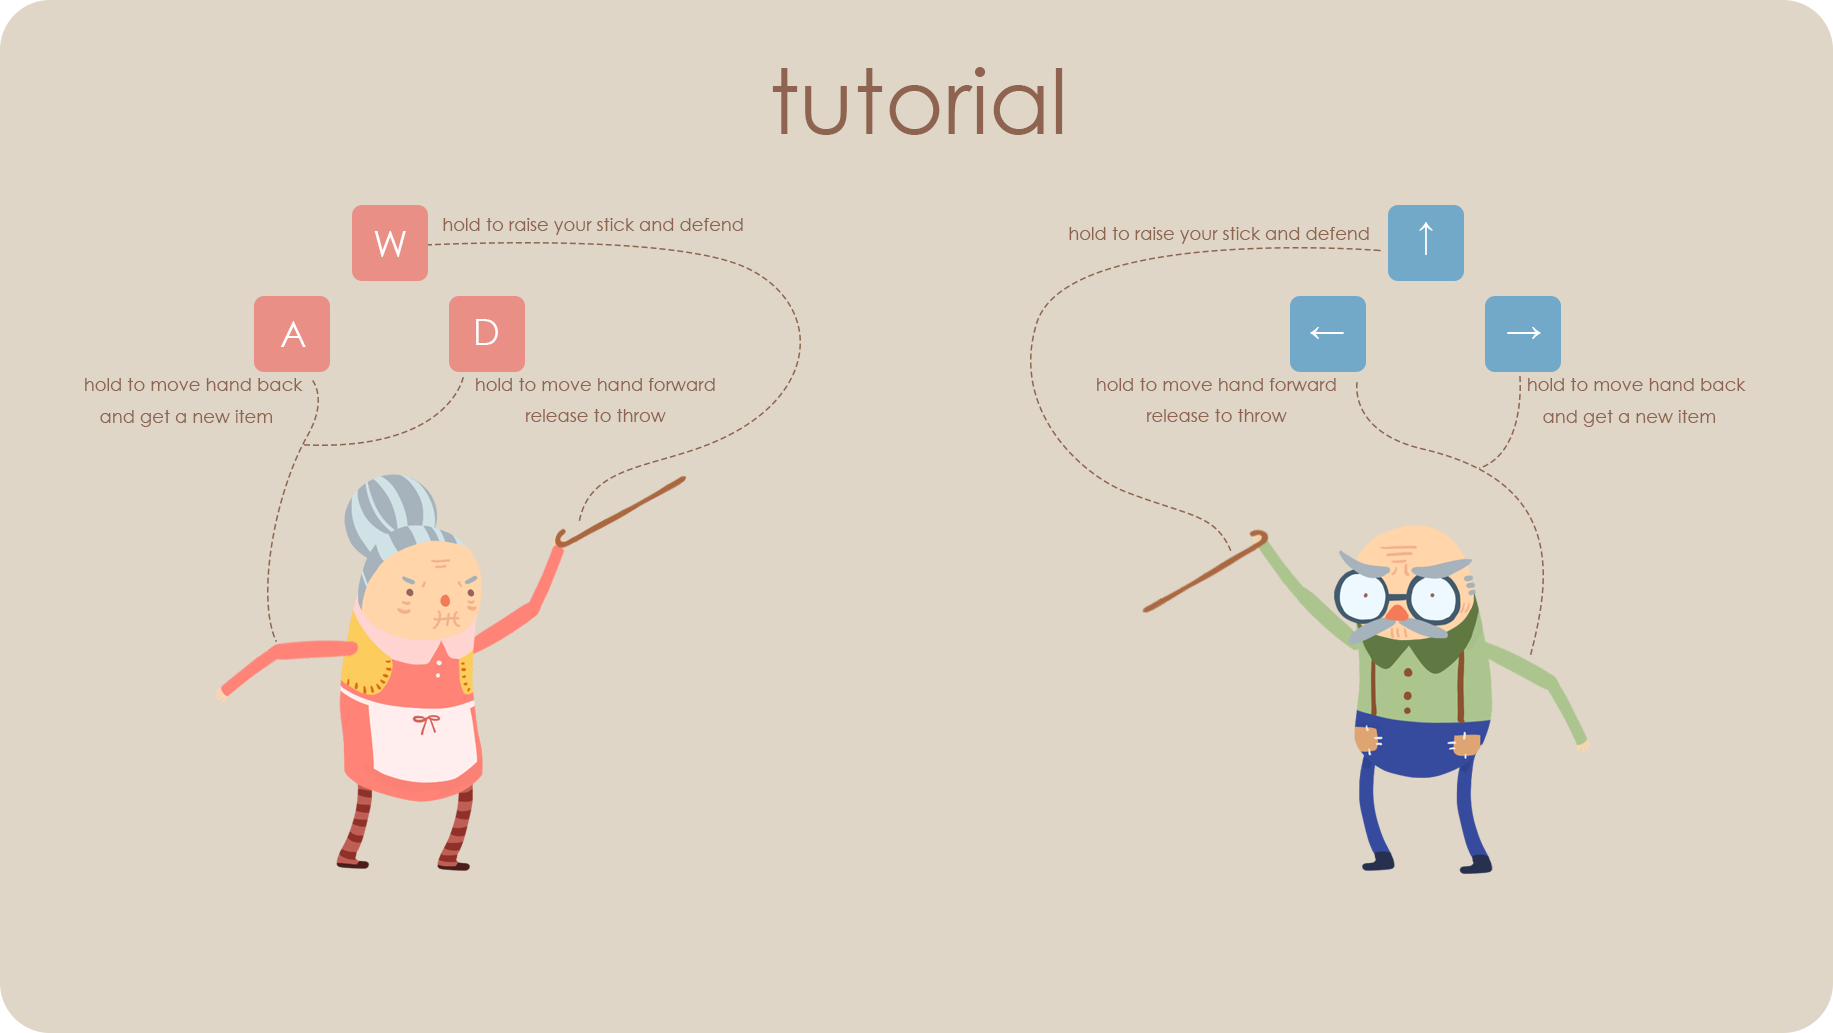 tutorial
W
hold to raise your stick and defend
A
D
hold to move hand back
and get a new item
hold to move hand forward
release to throw
hold to raise your stick and defend
↑
←
→
hold to move hand forward
release to throw
hold to move hand back
and get a new item